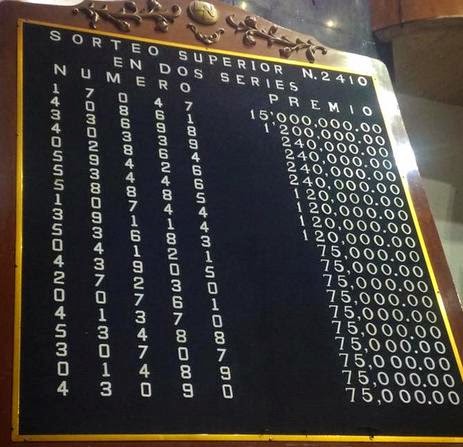 SORTEO SUPERIOR N.2410
EN DOS SERIES
NUMERO PREMIO
1 7 0 4 7 15'000,000.00
4 0 8 6 1 1'200,000.00
3 3 6 9 8 240,000.00
4 0 3 3 9 240,000.00
0 2 8 6 4 240,000.00
5 9 4 2 6 240,000.00
5 3 4 4 6 120,000.00
5 8 8 8 5 120,000.00
1 0 7 4 4 120,000.00
3 9 1 1 4 120,000.00
5 3 6 8 3 75,000.00
0 4 1 2 1 75,000.00
4 3 9 0 5 75,000.00
2 7 2 3 0 75,000.00
0 0 7 6 1 75,000.00
4 1 3 7 0 75,000.00
5 3 4 8 8 75,000.00
3 0 7 0 7 75,000.00
0 1 4 8 9 75,000.00
4 3 0 9 0 75,000.00